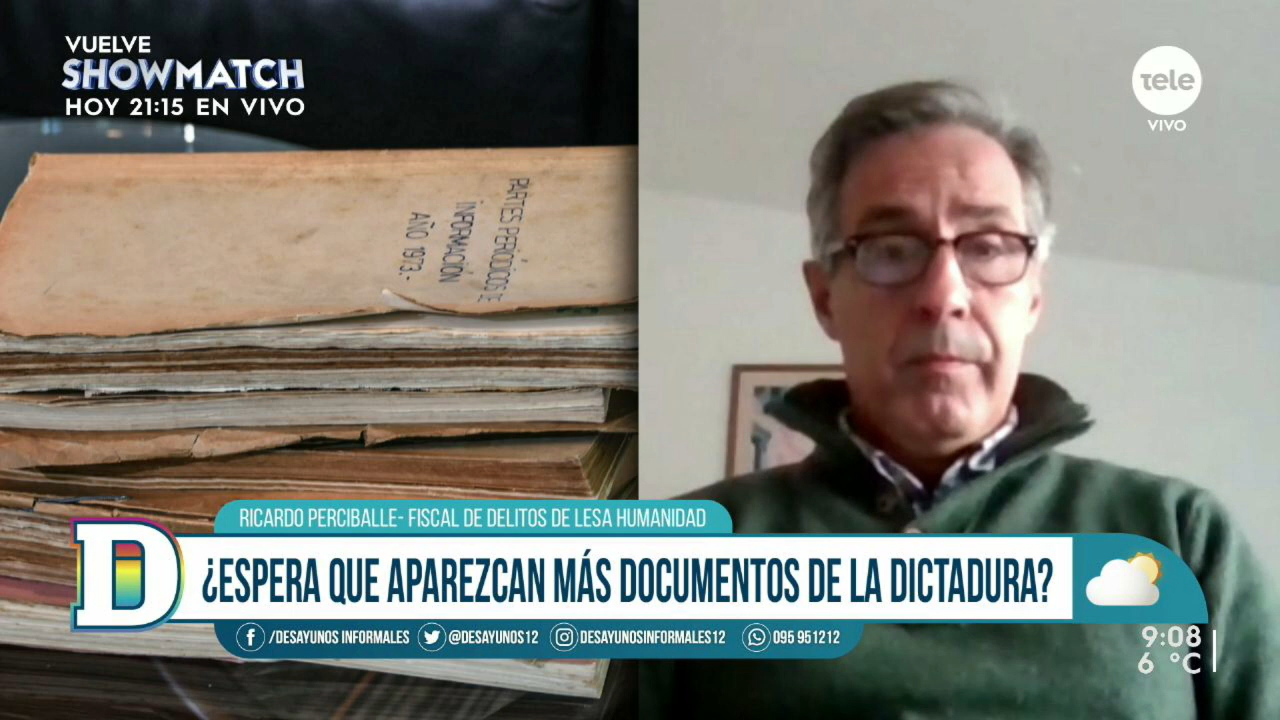 VUELVE
SHOWMATCH
HOY 21:15 EN VIVO
tele
VIVO
PARTES PERIÓDICOS DE
INFORMACIÓN
AÑO 1973.-
RICARDO PERCIBALLE- FISCAL DE DELITOS DE LESA HUMANIDAD
D
¿ESPERA QUE APAREZCAN MÁS DOCUMENTOS DE LA DICTADURA?
/DESAYUNOS INFORMALES @DESAYUNOS12 DESAYUNOSINFORMALES12 095 951212
9:08
6 °C